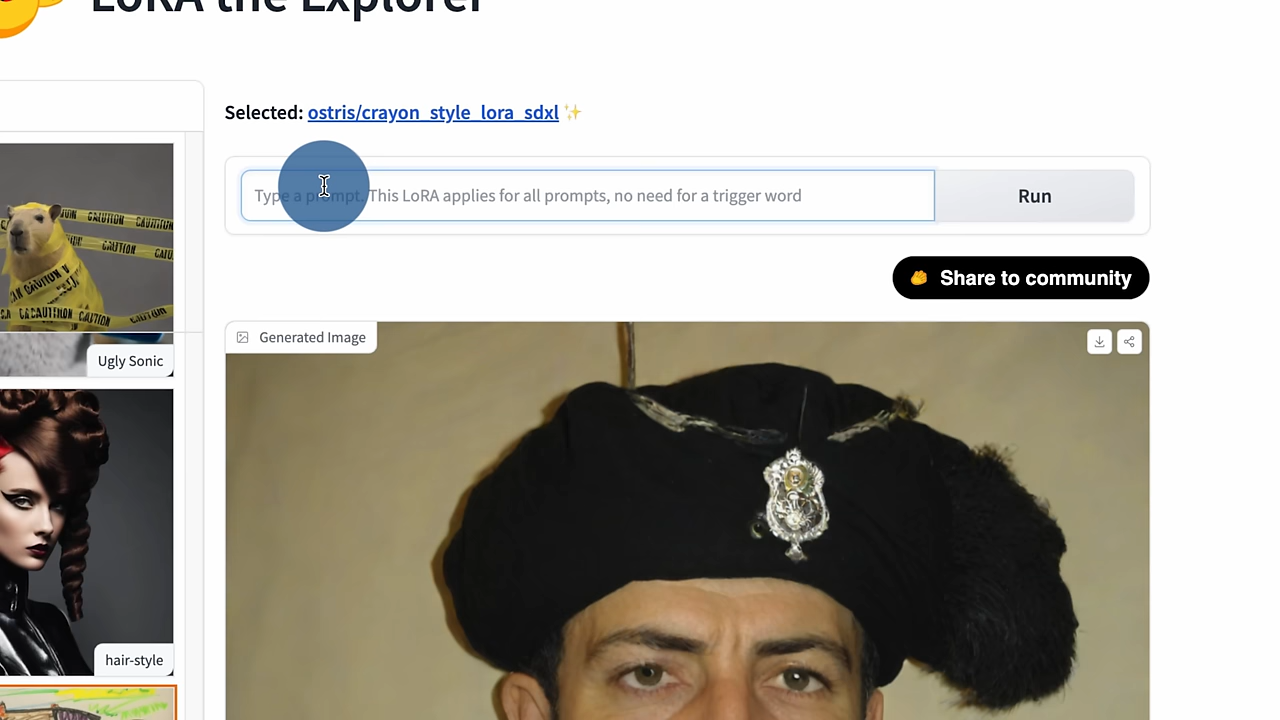 LoRA the Explorer
Selected: ostris/crayon_style_lora_sdxl ✨
Type a prompt. This LoRA applies for all prompts, no need for a trigger word
Run
Share to community
Generated Image
CAUTION
Ugly Sonic
hair-style